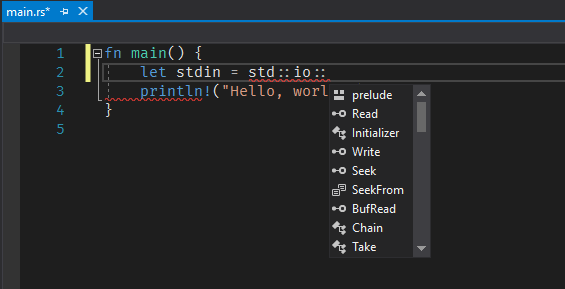 main.rs*
1 fn main() {
2 let stdin = std::io::
3 println!("Hello, worl
4 }
5
prelude
Read
Initializer
Write
Seek
SeekFrom
BufRead
Chain
Take